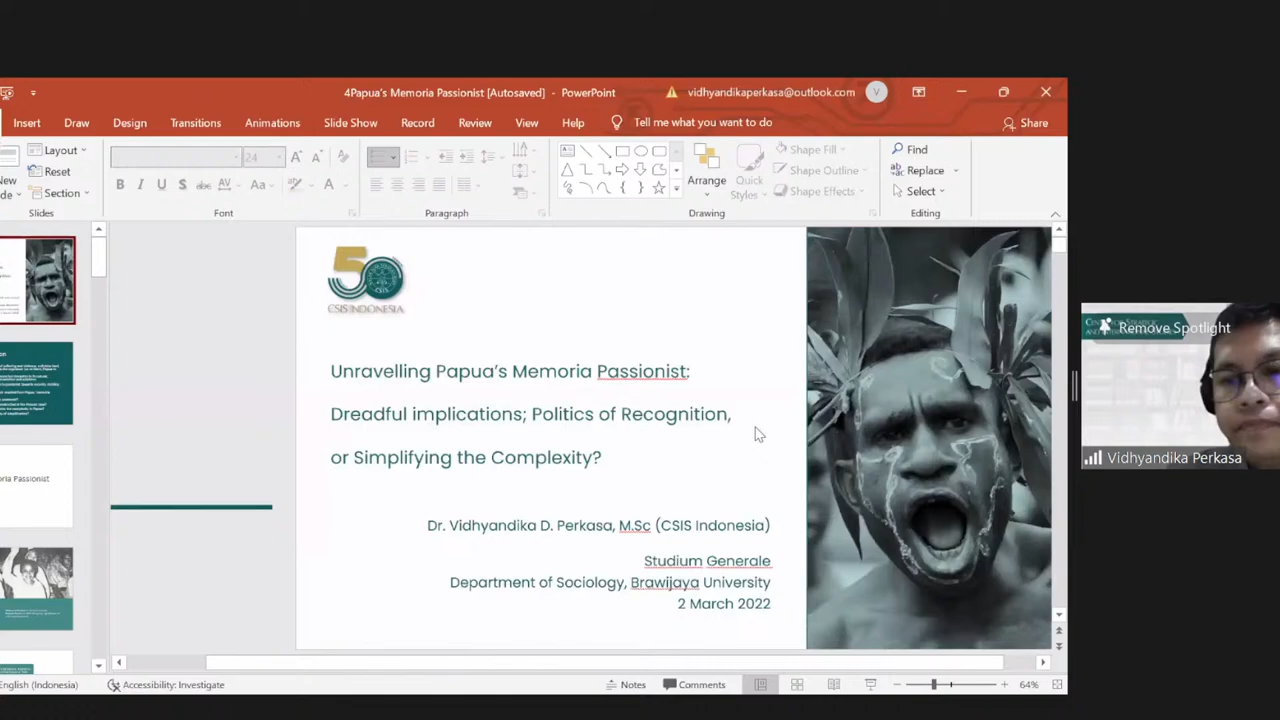 4Papua's Memoria Passionist [Autosaved] - PowerPoint
vidhyandikaperkasa@outlook.com
V
Insert Draw Design Transitions Animations Slide Show Record Review View Help Tell me what you want to do
Share
Layout
Reset
Section
Slides
24
Font
Paragraph
Arrange
Quick
Styles
Shape Fill
Shape Outline
Shape Effects
Drawing
Find
Replace
Select
Editing
50
CSIS INDONESIA
Unravelling Papua's Memoria Passionist:
Dreadful implications; Politics of Recognition,
or Simplifying the Complexity?
Dr. Vidhyandika D. Perkasa, M.Sc (CSIS Indonesia)
Studium Generale
Department of Sociology, Brawijaya University
2 March 2022
Remove Spotlight
Vidhyandika Perkasa
English (Indonesia)
Accessibility: Investigate
Notes
Comments
64%